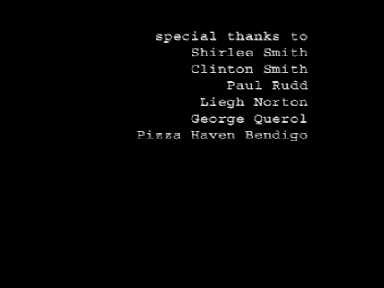 special thanks to
Shirlee Smith
Clinton Smith
Paul Rudd
Liegh Norton
George Querol
Pizza Haven Bendigo